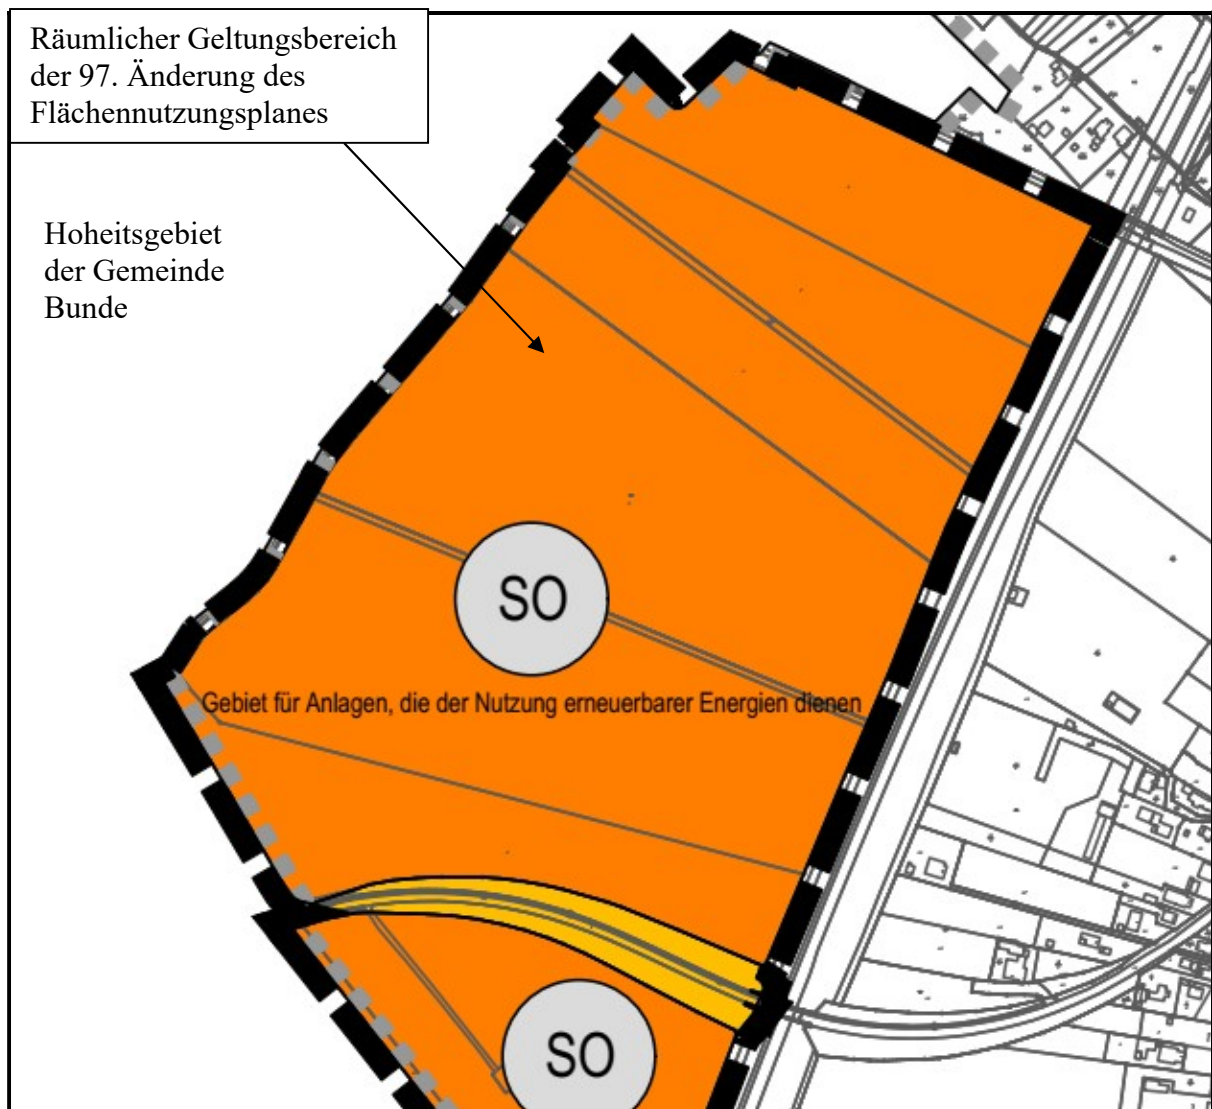 Räumlicher Geltungsbereich
der 97. Änderung des
Flächennutzungsplanes
Hoheitsgebiet
der Gemeinde
Bunde
SO
Gebiet für Anlagen, die der Nutzung erneuerbarer Energien dienen
SO